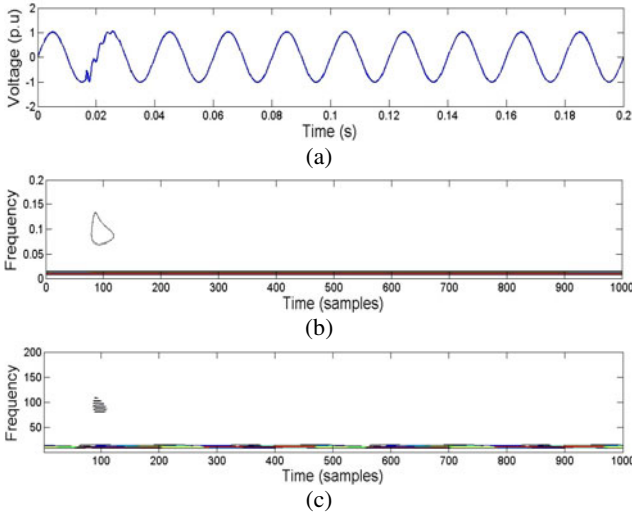 2
1
0
-1
-2
Voltage (p.u)
0 0.02 0.04 0.06 0.08 0.1 0.12 0.14 0.16 0.18 0.2
Time (s)
(a)
0.2
0.15
0.1
0.05
0
Frequency
0 100 200 300 400 500 600 700 800 900 1000
Time (samples)
(b)
200
150
100
50
Frequency
100 200 300 400 500 600 700 800 900 1000
Time (samples)
(c)